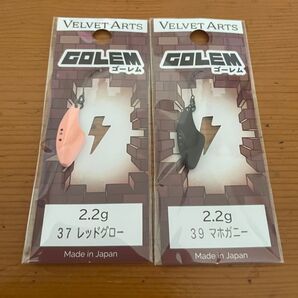 VELVET ARTS
GOLEM
ゴーレム
2.2g
37 レッドグロー
Made in Japan
VELVET ARTS
GOLEM
ゴーレム
2.2g
39 マホガニー
Made in Japan